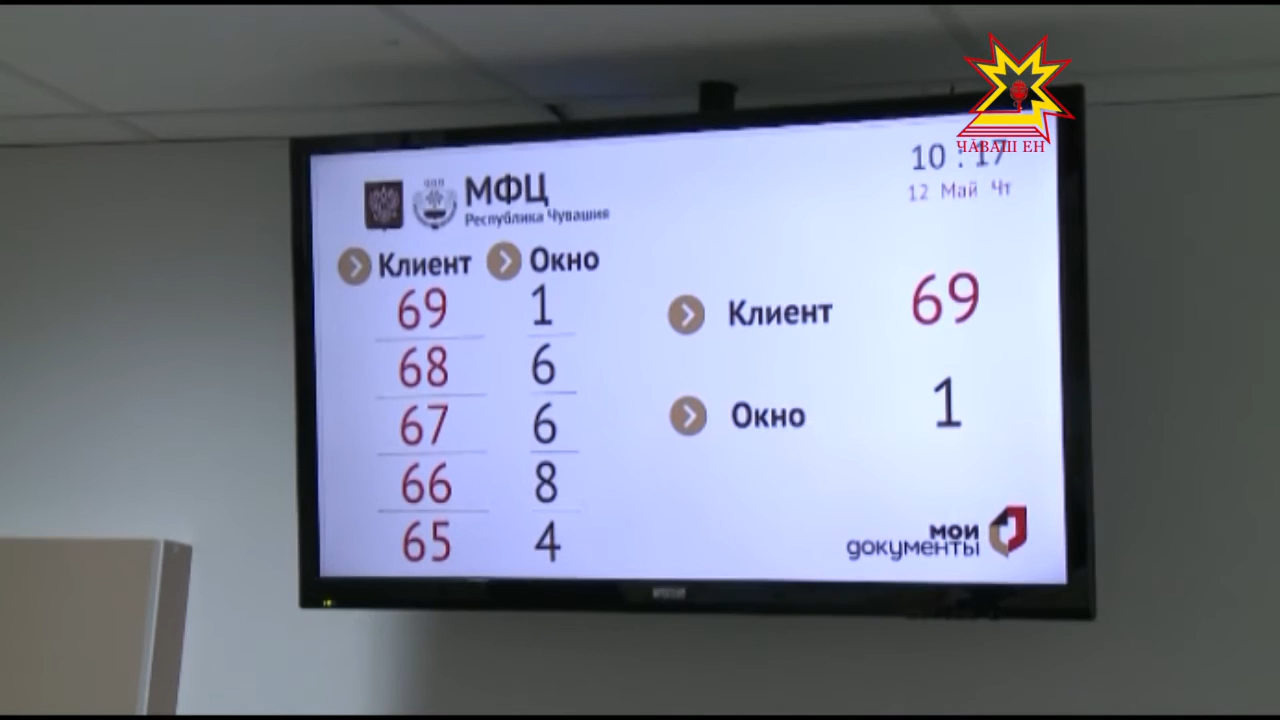 ЧӐВАШ ЕН
10 : 17
12 Май Чт
МФЦ
Республика Чувашия
Клиент Окно
69 1
68 6
67 6
66 8
65 4
Клиент 69
Окно 1
мои
документы